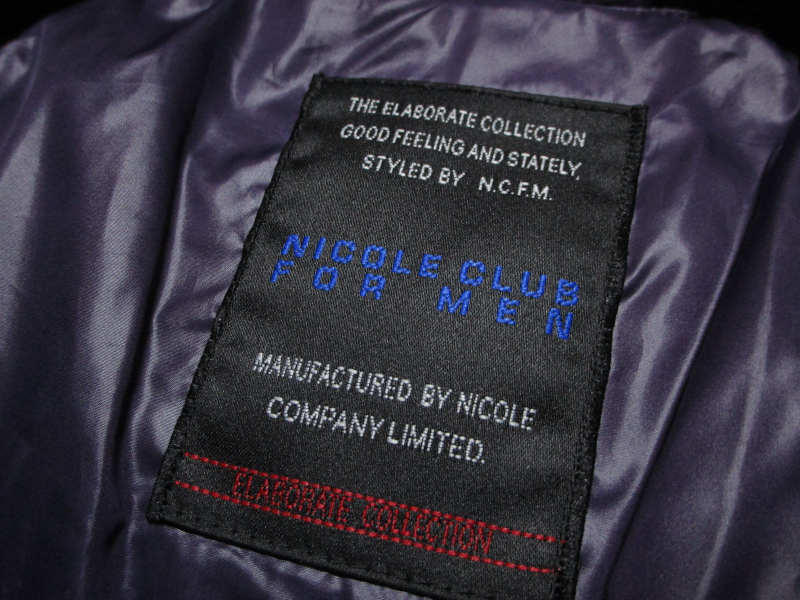 THE ELABORATE COLLECTION
GOOD FEELING AND STATELY,
STYLED BY N.C.F.M.
NICOLE CLUB
FOR MEN
MANUFACTURED BY NICOLE
COMPANY LIMITED.
ELABORATE COLLECTION